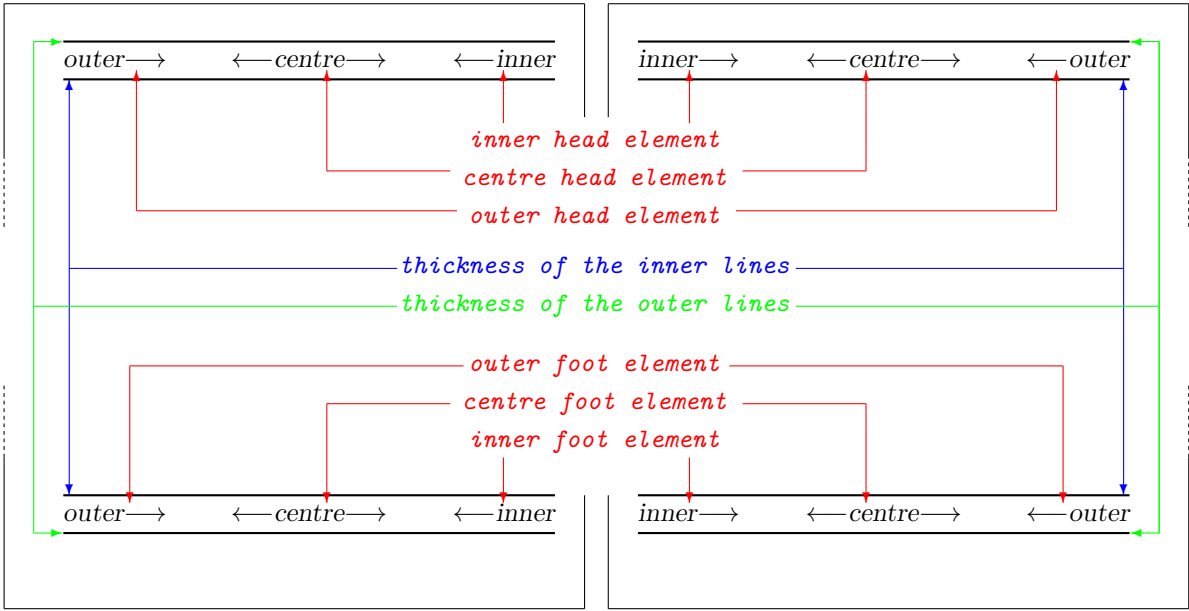 outer⟶ ⟵centre⟶ ⟵inner inner⟶ ⟵centre⟶ ⟵outer
inner head element
centre head element
outer head element
thickness of the inner lines
thickness of the outer lines
outer foot element
centre foot element
inner foot element
outer⟶ ⟵centre⟶ ⟵inner inner⟶ ⟵centre⟶ ⟵outer